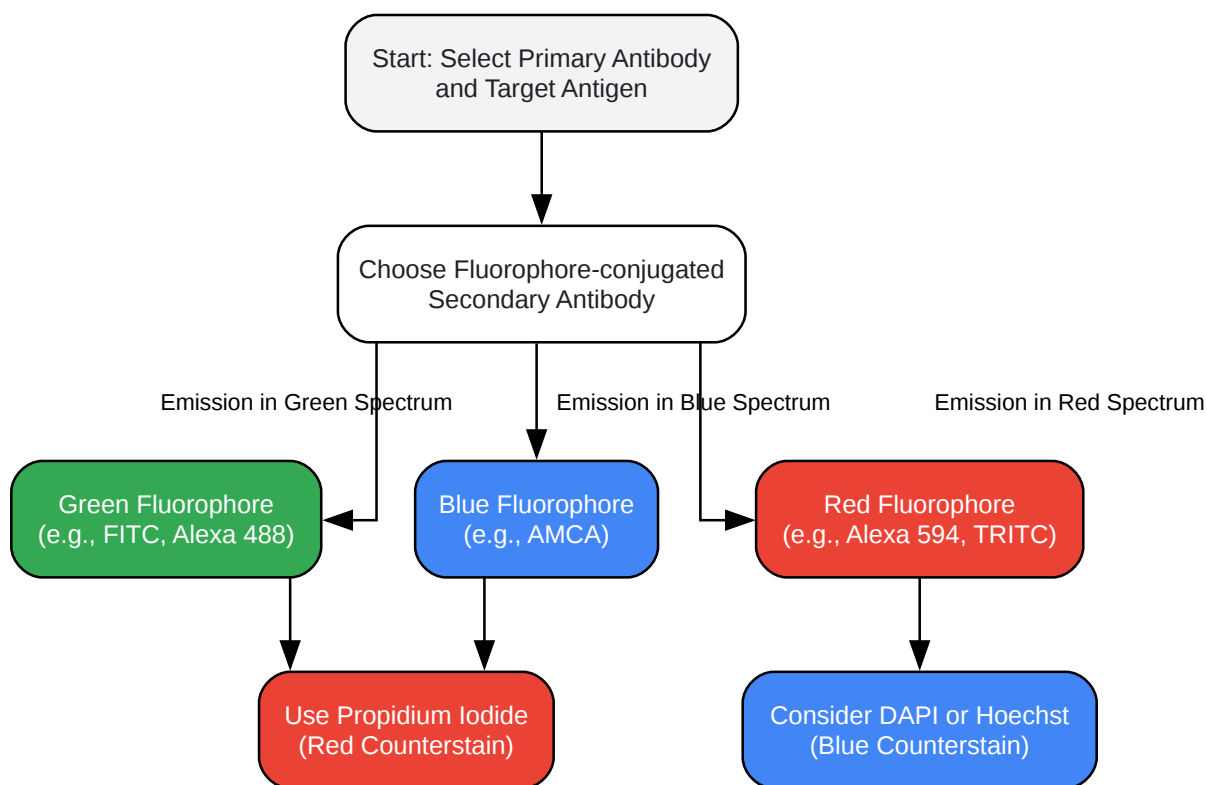 Start: Select Primary Antibody
and Target Antigen
Choose Fluorophore-conjugated
Secondary Antibody
Emission in Green Spectrum
Emission in Blue Spectrum
Emission in Red Spectrum
Green Fluorophore
(e.g., FITC, Alexa 488)
Blue Fluorophore
(e.g., AMCA)
Red Fluorophore
(e.g., Alexa 594, TRITC)
Use Propidium Iodide
(Red Counterstain)
Consider DAPI or Hoechst
(Blue Counterstain)